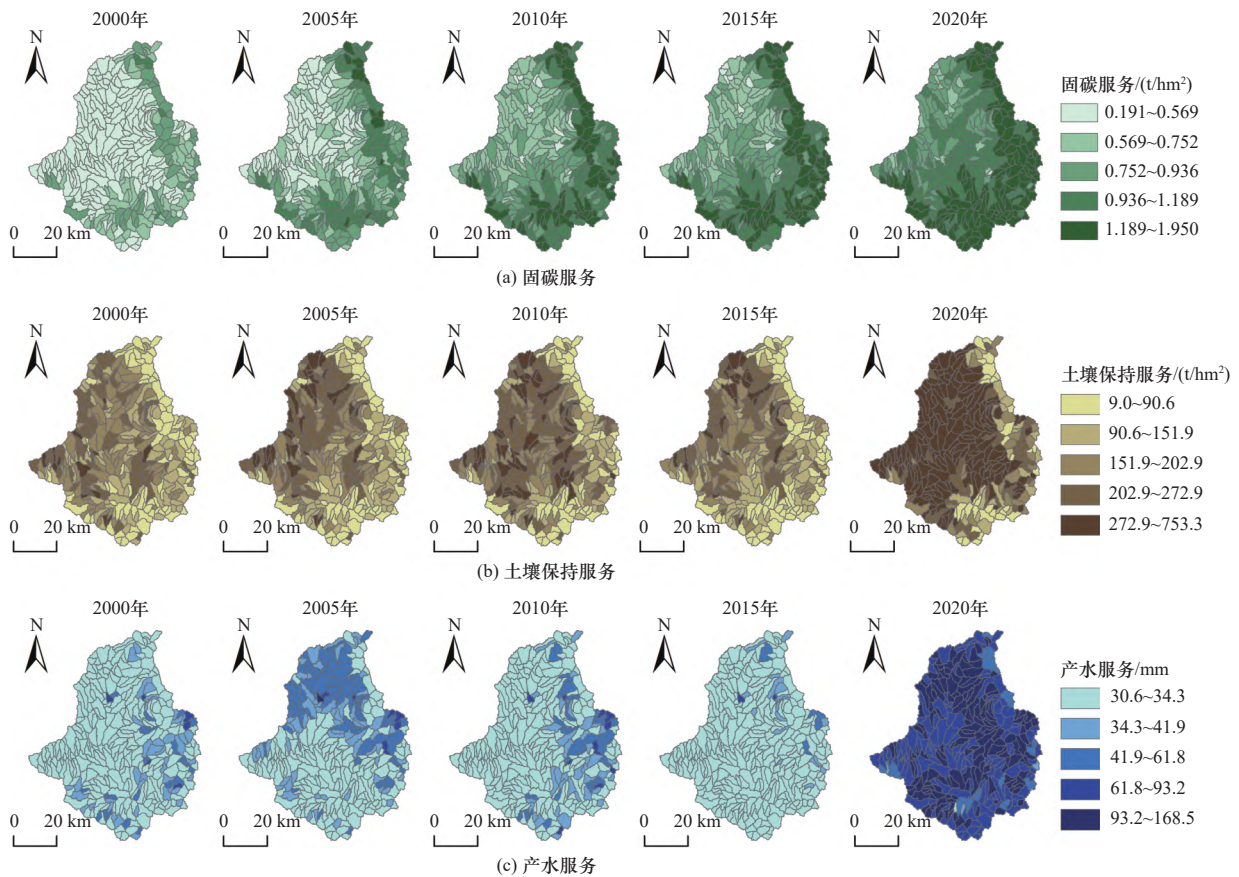 2000年 2005年 2010年 2015年 2020年
N N N N N
固碳服务/(t/hm²)
0.191~0.569
0.569~0.752
0.752~0.936
0.936~1.189
1.189~1.950
0 20 km 0 20 km 0 20 km 0 20 km 0 20 km
(a) 固碳服务
2000年 2005年 2010年 2015年 2020年
N N N N N
土壤保持服务/(t/hm²)
9.0~90.6
90.6~151.9
151.9~202.9
202.9~272.9
272.9~753.3
0 20 km 0 20 km 0 20 km 0 20 km 0 20 km
(b) 土壤保持服务
2000年 2005年 2010年 2015年 2020年
N N N N N
产水服务/mm
30.6~34.3
34.3~41.9
41.9~61.8
61.8~93.2
93.2~168.5
0 20 km 0 20 km 0 20 km 0 20 km 0 20 km
(c) 产水服务